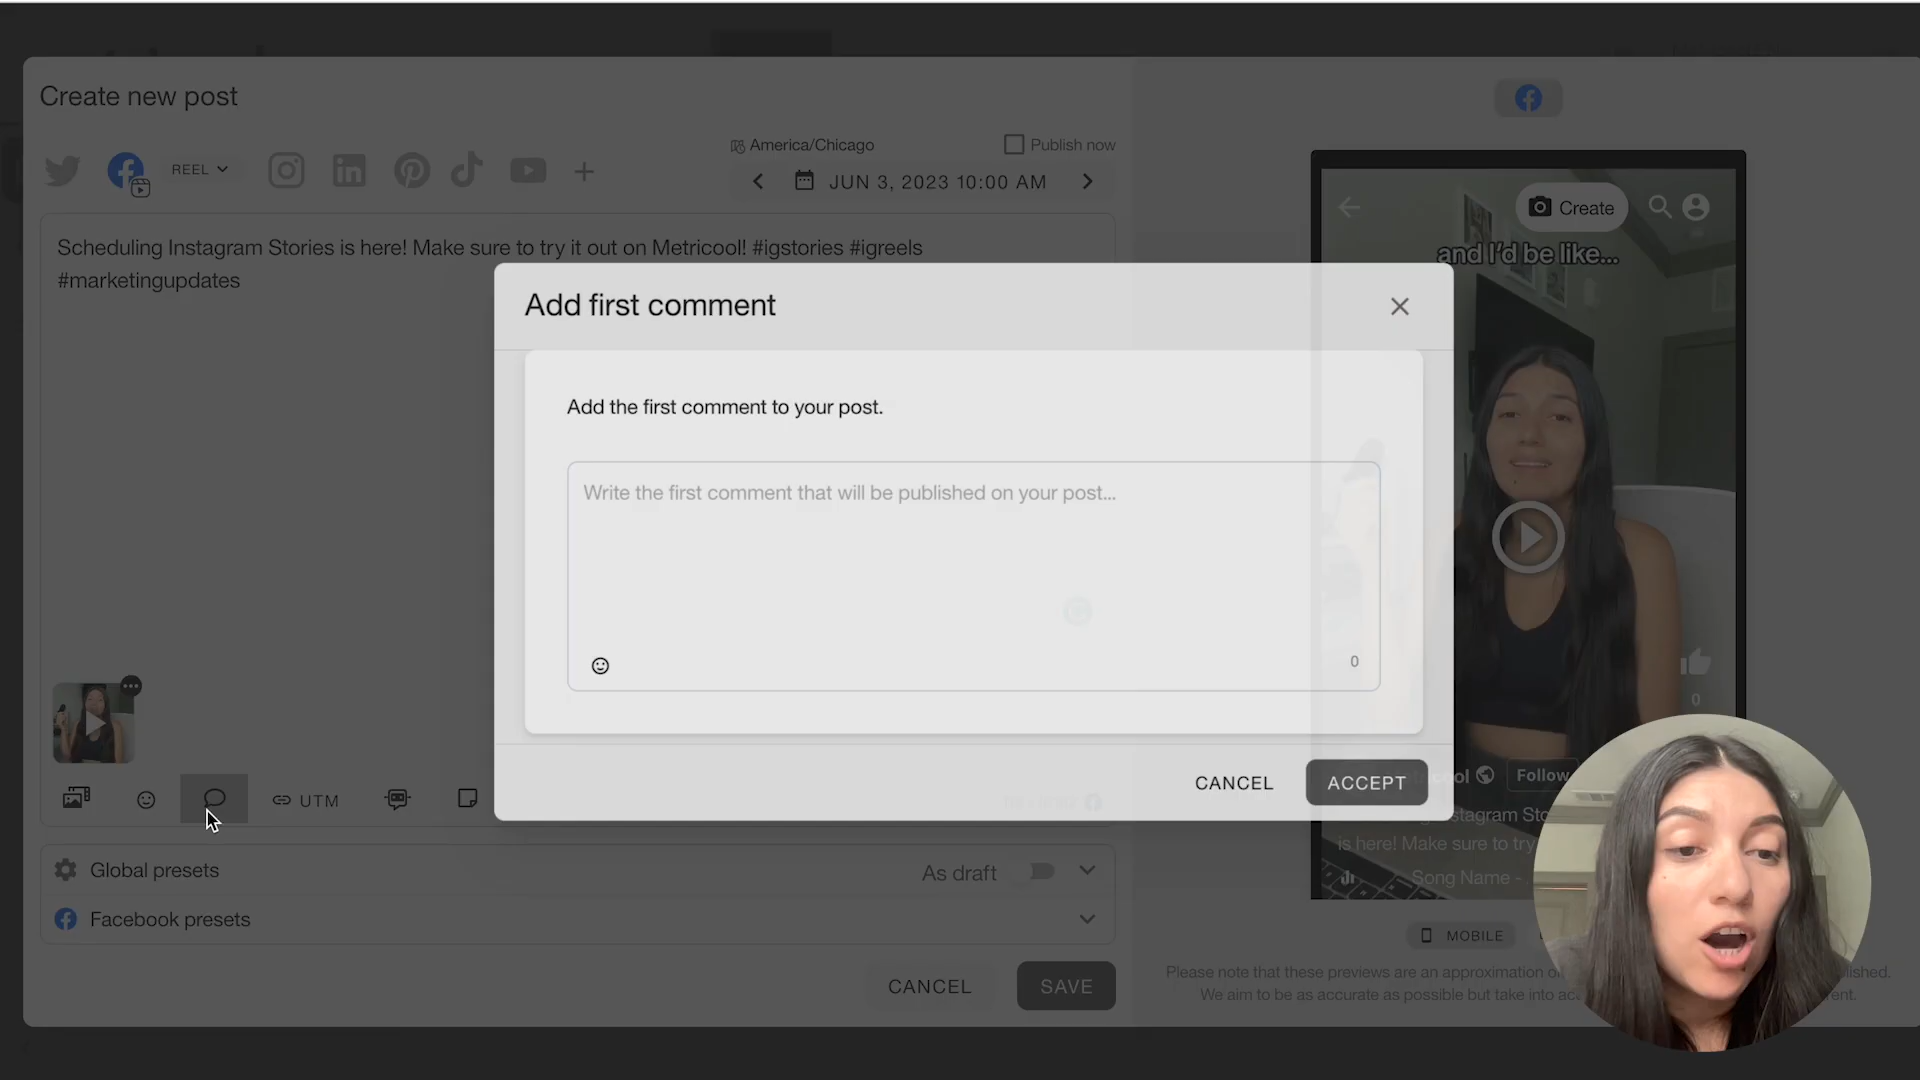 Create new post
America/Chicago
Publish now
REEL
JUN 3, 2023 10:00 AM
Create
and I'd be like...
Scheduling Instagram Stories is here! Make sure to try it out on Metricool! #igstories #igreels
#marketingupdates
Add first comment
Add the first comment to your post.
Write the first comment that will be published on your post...
0
0
CANCEL
ACCEPT
Follow
UTM
is here! Make sure to try
Song Name -
Global presets
As draft
Facebook presets
MOBILE
CANCEL
SAVE
Please note that these previews are an approximation
We aim to be as accurate as possible but take into